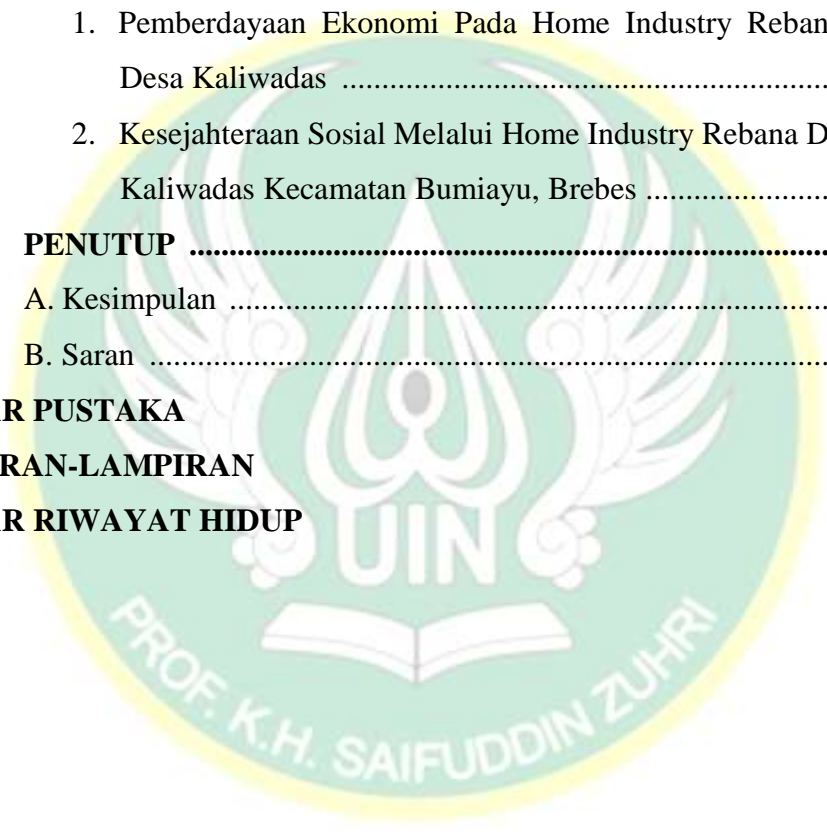 1. Pemberdayaan Ekonomi Pada Home Industry Reban
Desa Kaliwadas ............................................................
2. Kesejahteraan Sosial Melalui Home Industry Rebana D
Kaliwadas Kecamatan Bumiayu, Brebes .......................
PENUTUP ................................................................................
A. Kesimpulan ...........................................................................
B. Saran .....................................................................................
R PUSTAKA
RAN-LAMPIRAN
R RIWAYAT HIDUP
UIN
PROF. K.H. SAIFUDDIN ZUHRI